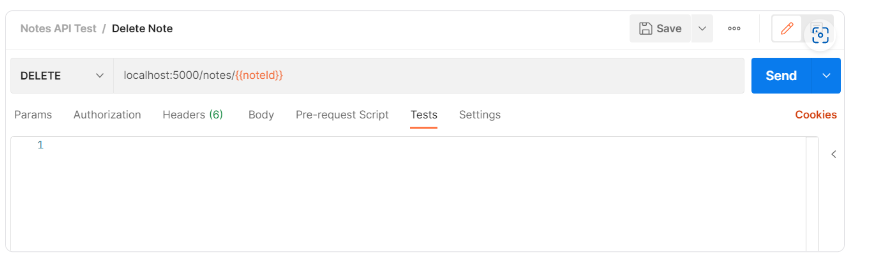 Notes API Test / Delete Note
Save
DELETE
localhost:5000/notes/{{noteId}}
Send
Params Authorization Headers (6) Body Pre-request Script Tests Settings Cookies
1